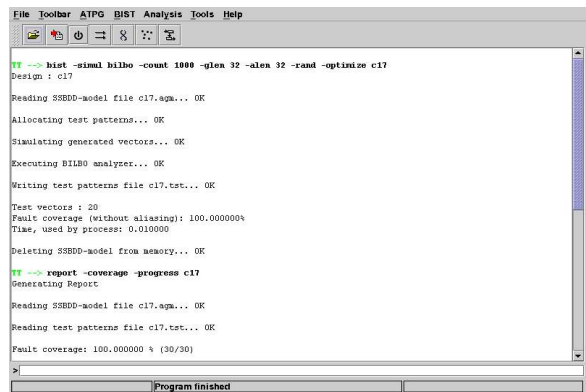 File Toolbar ATPG BIST Analysis Tools Help
TT --> bist -simul bilbo -count 1000 -glen 32 -alen 32 -rand -optimize c17
Design : c17
Reading SSBDD-model file c17.agm... OK
Allocating test patterns... OK
Simulating generated vectors... OK
Executing BILBO analyzer... OK
Writing test patterns file c17.tst... OK
Test vectors : 20
Fault coverage (without aliasing): 100.000000%
Time, used by process: 0.010000
Deleting SSBDD-model from memory... OK
TT --> report -coverage -progress c17
Generating Report
Reading SSBDD-model file c17.agm... OK
Reading test patterns file c17.tst... OK
Fault coverage: 100.000000 % (30/30)
>
Program finished